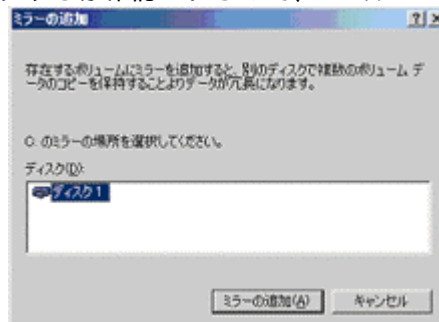 ミラーの追加
存在するボリュームにミラーを追加すると、別のディスクで複数のボリューム デ
ータのコピーを保持することよりデータが冗長になります。
C: のミラーの場所を選択してください。
ディスク(D):
ディスク 1
ミラーの追加(A)
キャンセル